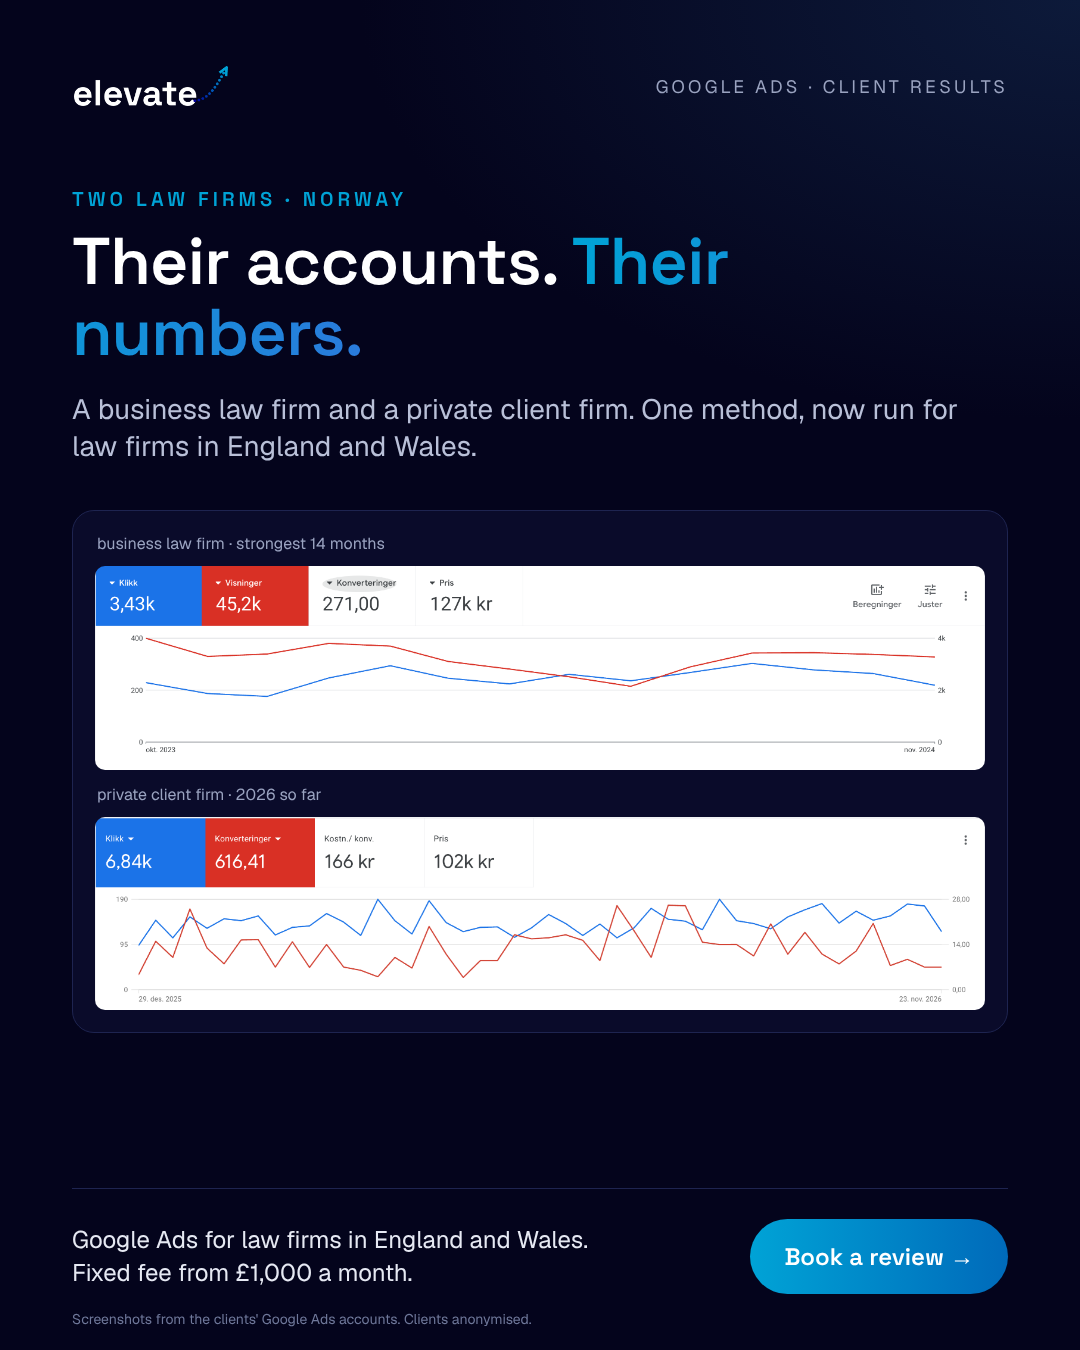 elevate
GOOGLE ADS · CLIENT RESULTS
TWO LAW FIRMS · NORWAY
Their accounts. Their
numbers.
A business law firm and a private client firm. One method, now run for
law firms in England and Wales.
business law firm · strongest 14 months
Klikk Visninger Konverteringer Pris
3,43k 45,2k 271,00 127k kr
Beregninger Juster
400 4k
200 2k
0 0
okt. 2023 nov. 2024
private client firm · 2026 so far
Klikk Konverteringer Kostn./ konv. Pris
6,84k 616,41 166 kr 102k kr
190 28,00
95 14,00
0 0,00
29. des. 2025 23. nov. 2026
Google Ads for law firms in England and Wales.
Fixed fee from £1,000 a month.
Book a review →
Screenshots from the clients' Google Ads accounts. Clients anonymised.